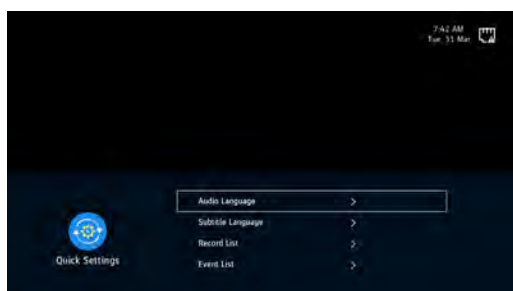 7:42 AM
Tue, 31 Mar
Audio Language
Subtitle Language
Record List
Quick Settings
Event List